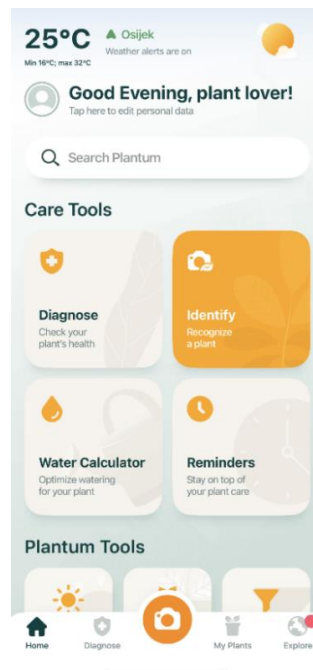 25°C
Osijek
Weather alerts are on
Min 16°C; max 32°C
Good Evening, plant lover!
Tap here to edit personal data
Search Plantum
Care Tools
Diagnose
Check your
plant's health
Identify
Recognize
a plant
Water Calculator
Optimize watering
for your plant
Reminders
Stay on top of
your plant care
Plantum Tools
Home
Diagnose
My Plants
Explore